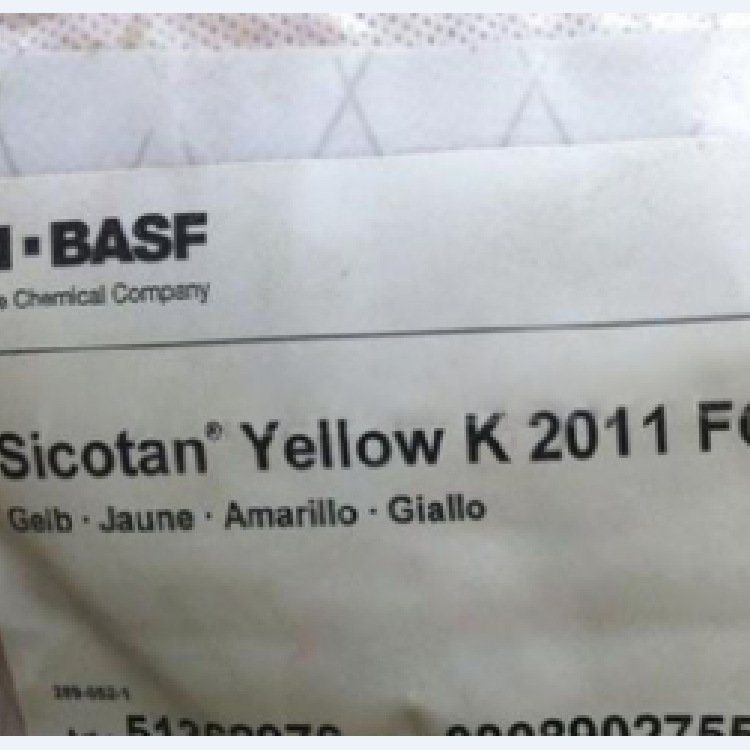 BASF
Chemical Company
Sicotan® Yellow K 2011
Gelb · Jaune · Amarillo · Giallo